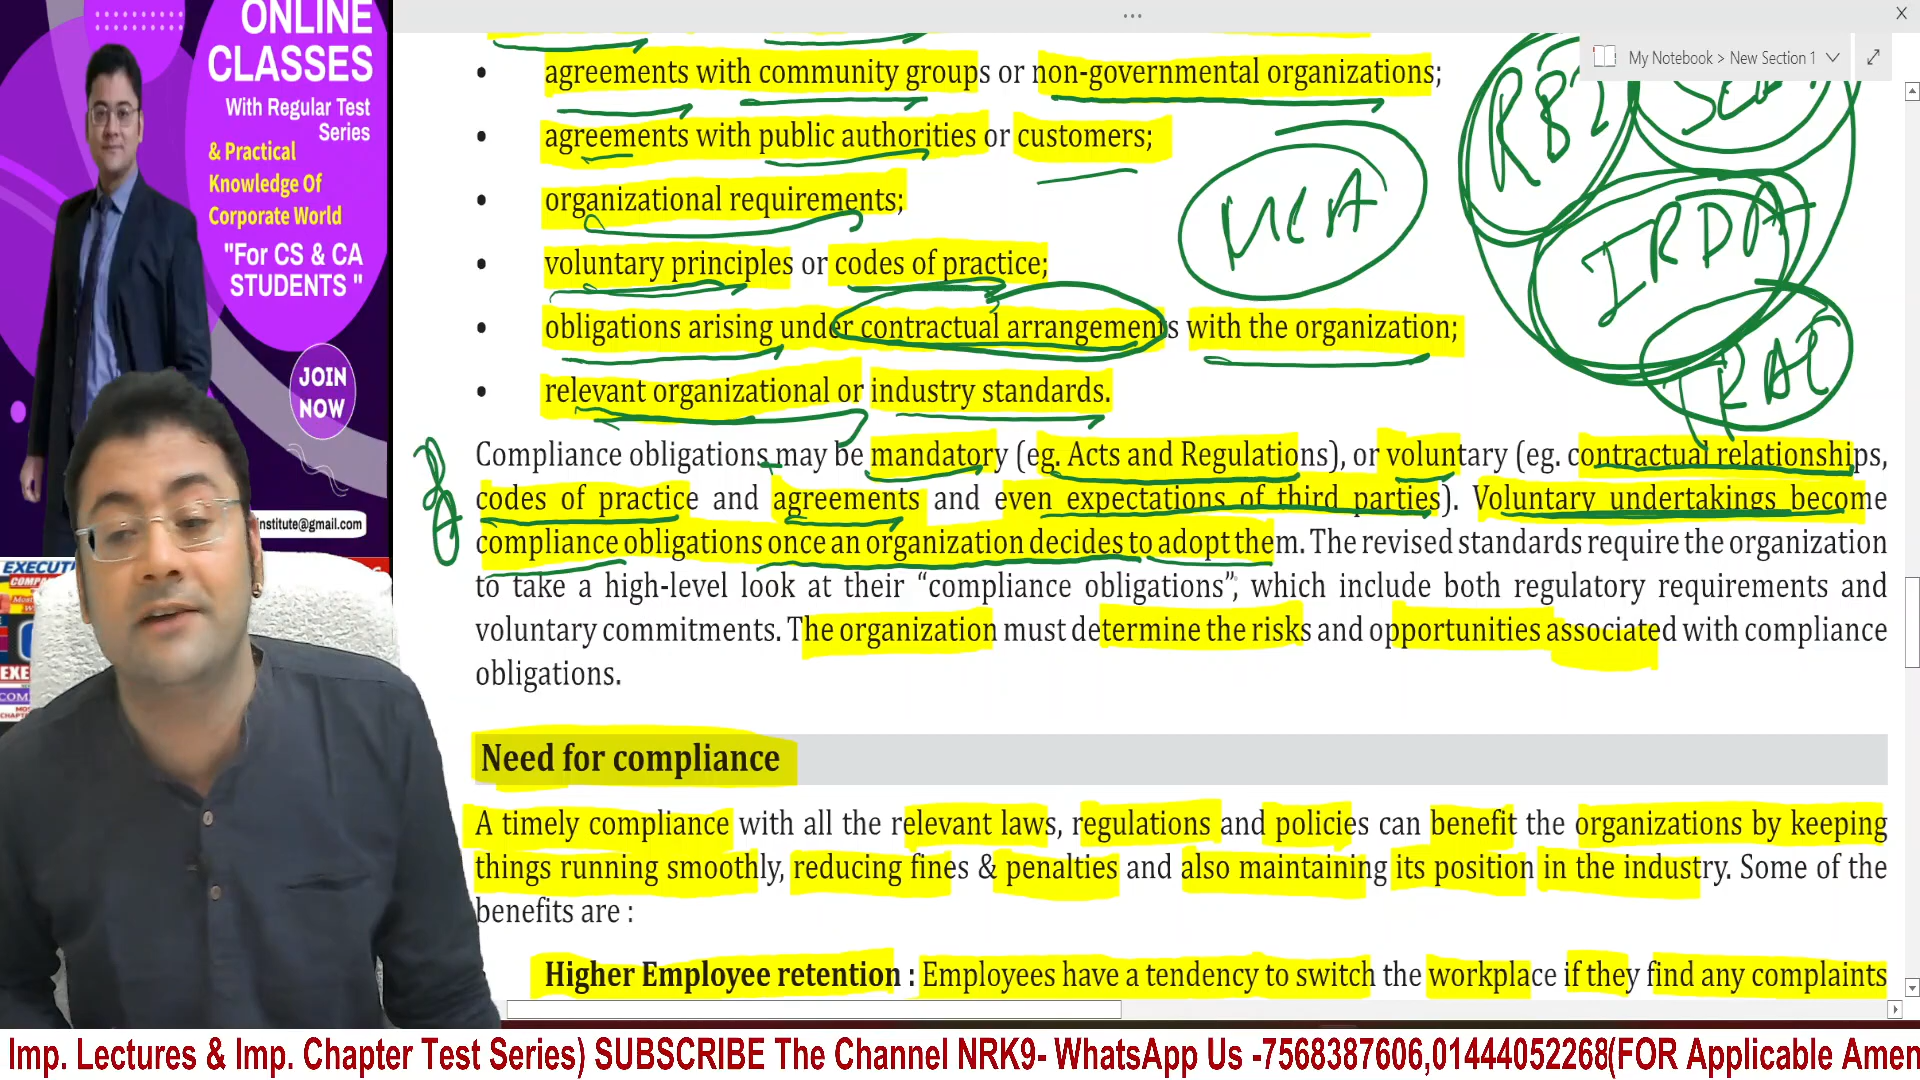 ONLINE
CLASSES
With Regular Test
Series
& Practical
Knowledge Of
Corporate World
"For CS & CA
STUDENTS "
JOIN
NOW
nstitute@gmail.com
My Notebook > New Section 1
• agreements with community groups or non-governmental organizations;
• agreements with public authorities or customers;
• organizational requirements;
• voluntary principles or codes of practice;
• obligations arising under contractual arrangements with the organization;
• relevant organizational or industry standards.
MCA
IRDA
Compliance obligations may be mandatory (eg. Acts and Regulations), or voluntary (eg. contractual relationships,
codes of practice and agreements and even expectations of third parties). Voluntary undertakings become
compliance obligations once an organization decides to adopt them. The revised standards require the organization
to take a high-level look at their “compliance obligations”, which include both regulatory requirements and
voluntary commitments. The organization must determine the risks and opportunities associated with compliance
obligations.
Need for compliance
A timely compliance with all the relevant laws, regulations and policies can benefit the organizations by keeping
things running smoothly, reducing fines & penalties and also maintaining its position in the industry. Some of the
benefits are :
Higher Employee retention : Employees have a tendency to switch the workplace if they find any complaints
Imp. Lectures & Imp. Chapter Test Series) SUBSCRIBE The Channel NRK9- WhatsApp Us -7568387606,01444052268(FOR Applicable Amen